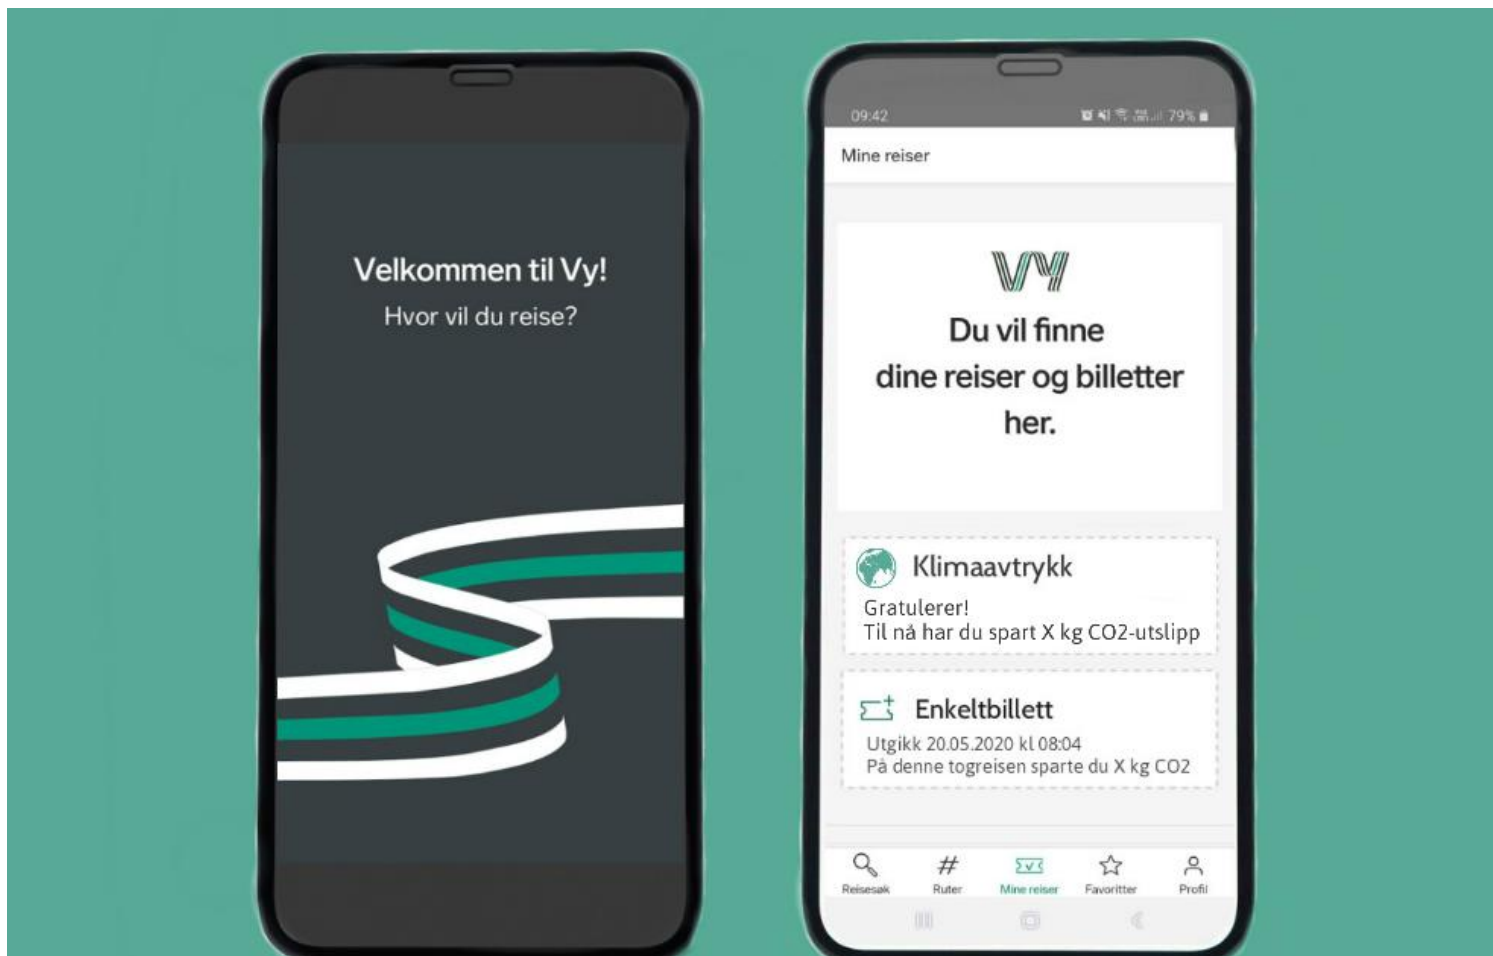 Velkommen til Vy!
Hvor vil du reise?
09:42
79%
Mine reiser
VY
Du vil finne
dine reiser og billetter
her.
Klimaavtrykk
Gratulerer!
Til nå har du spart X kg CO2-utslipp
Enkeltbillett
Utgikk 20.05.2020 kl 08:04
På denne togreisen sparte du X kg CO2
Reisesøk
Ruter
Mine reiser
Favoritter
Profil